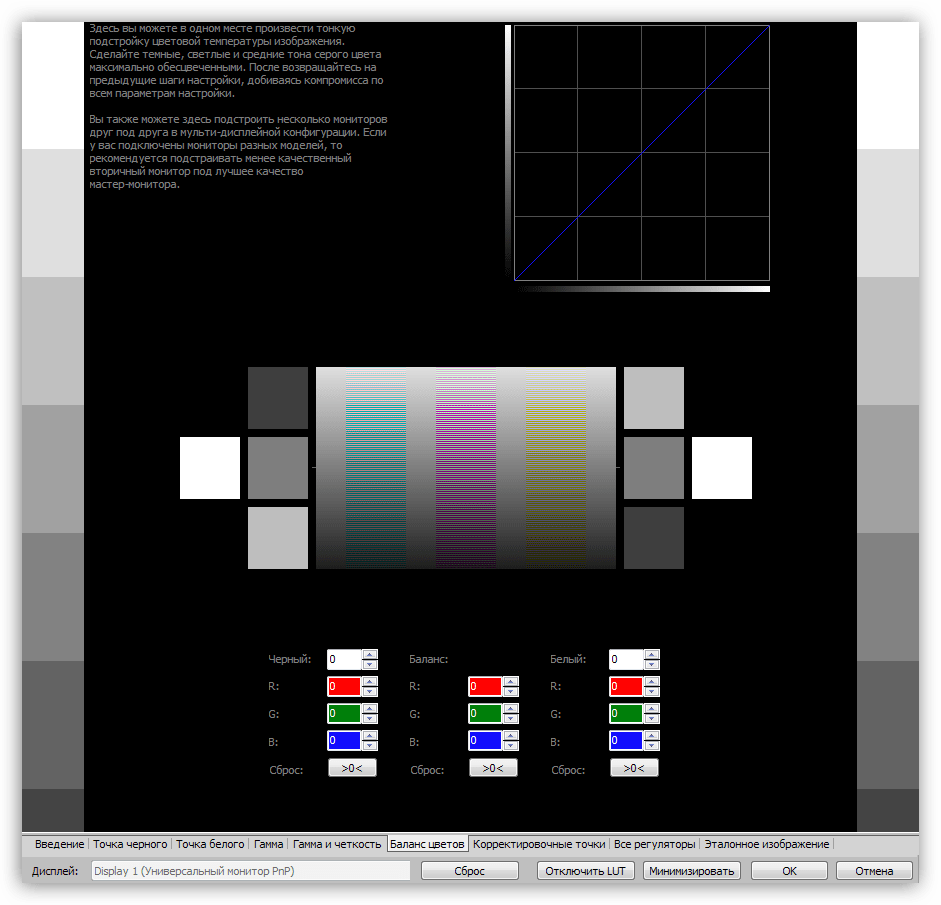 Здесь вы можете в одном месте произвести тонкую
подстройку цветовой температуры изображения.
Сделайте темные, светлые и средние тона серого цвета
максимально обесцвеченными. После возвращайтесь на
предыдущие шаги настройки, добиваясь компромисса по
всем параметрам настройки.
Вы также можете здесь подстроить несколько мониторов
друг под друга в мульти-дисплейной конфигурации. Если
у вас подключены мониторы разных моделей, то
рекомендуется подстраивать менее качественный
вторичный монитор под лучшее качество
мастер-монитора.
Черный: 0 Баланс: Белый: 0
R: 0 R: 0 R: 0
G: 0 G: 0 G: 0
B: 0 B: 0 B: 0
Сброс: >0< Сброс: >0< Сброс: >0<
Введение Точка черного Точка белого Гамма Гамма и четкость Баланс цветов Корректировочные точки Все регуляторы Эталонное изображение
Дисплей: Display 1 (Универсальный монитор PnP) Сброс Отключить LUT Минимизировать OK Отмена